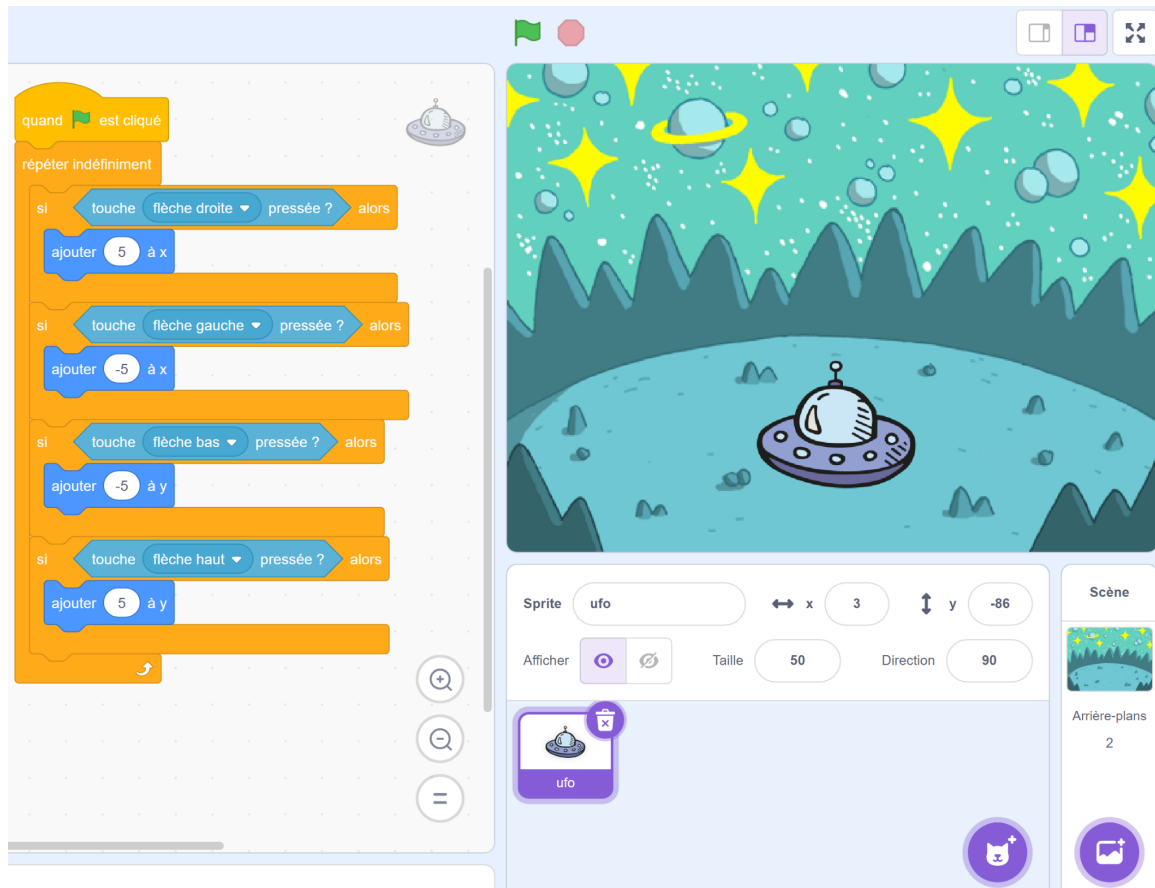 quand est cliqué
répéter indéfiniment
si touche flèche droite pressée ? alors
ajouter 5 à x
si touche flèche gauche pressée ? alors
ajouter -5 à x
si touche flèche bas pressée ? alors
ajouter -5 à y
si touche flèche haut pressée ? alors
ajouter 5 à y
Sprite ufo x 3 y -86
Afficher Taille 50 Direction 90
ufo
Scène
Arrière-plans
2